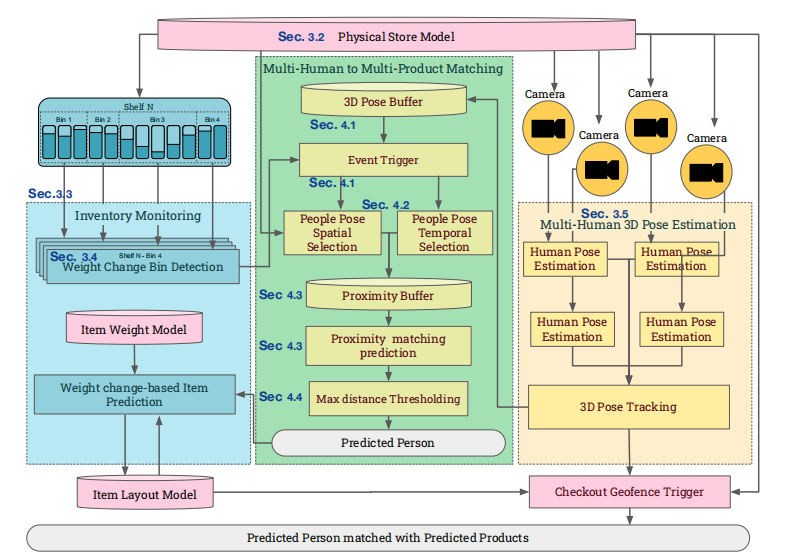 Sec. 3.2 Physical Store Model
Multi-Human to Multi-Product Matching
Shelf N
Bin 1 Bin 2 Bin 3 Bin 4
3D Pose Buffer
Sec. 4.1
Event Trigger
Sec. 4.1
Sec. 4.2
People Pose
Spatial
Selection
People Pose
Temporal
Selection
Sec 4.3
Proximity Buffer
Sec 4.3
Proximity matching
prediction
Sec 4.4
Max distance Thresholding
Predicted Person
Camera
Camera
Camera
Camera
Sec.3.3
Inventory Monitoring
Sec. 3.4
Shelf N - Bin 4
Weight Change Bin Detection
Item Weight Model
Weight change-based Item
Prediction
Item Layout Model
Sec. 3.5
Multi-Human 3D Pose Estimation
Human Pose
Estimation
Human Pose
Estimation
Human Pose
Estimation
Human Pose
Estimation
3D Pose Tracking
Checkout Geofence Trigger
Predicted Person matched with Predicted Products